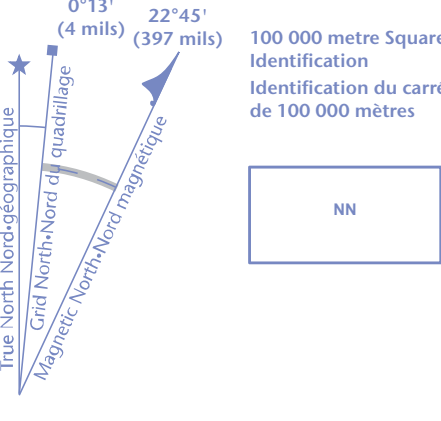 0°13'
(4 mils)
22°45'
(397 mils)
True North Nord•géographique
Grid North•Nord du quadrillage
Magnetic North•Nord magnétique
100 000 metre Square
Identification
Identification du carré
de 100 000 mètres
NN